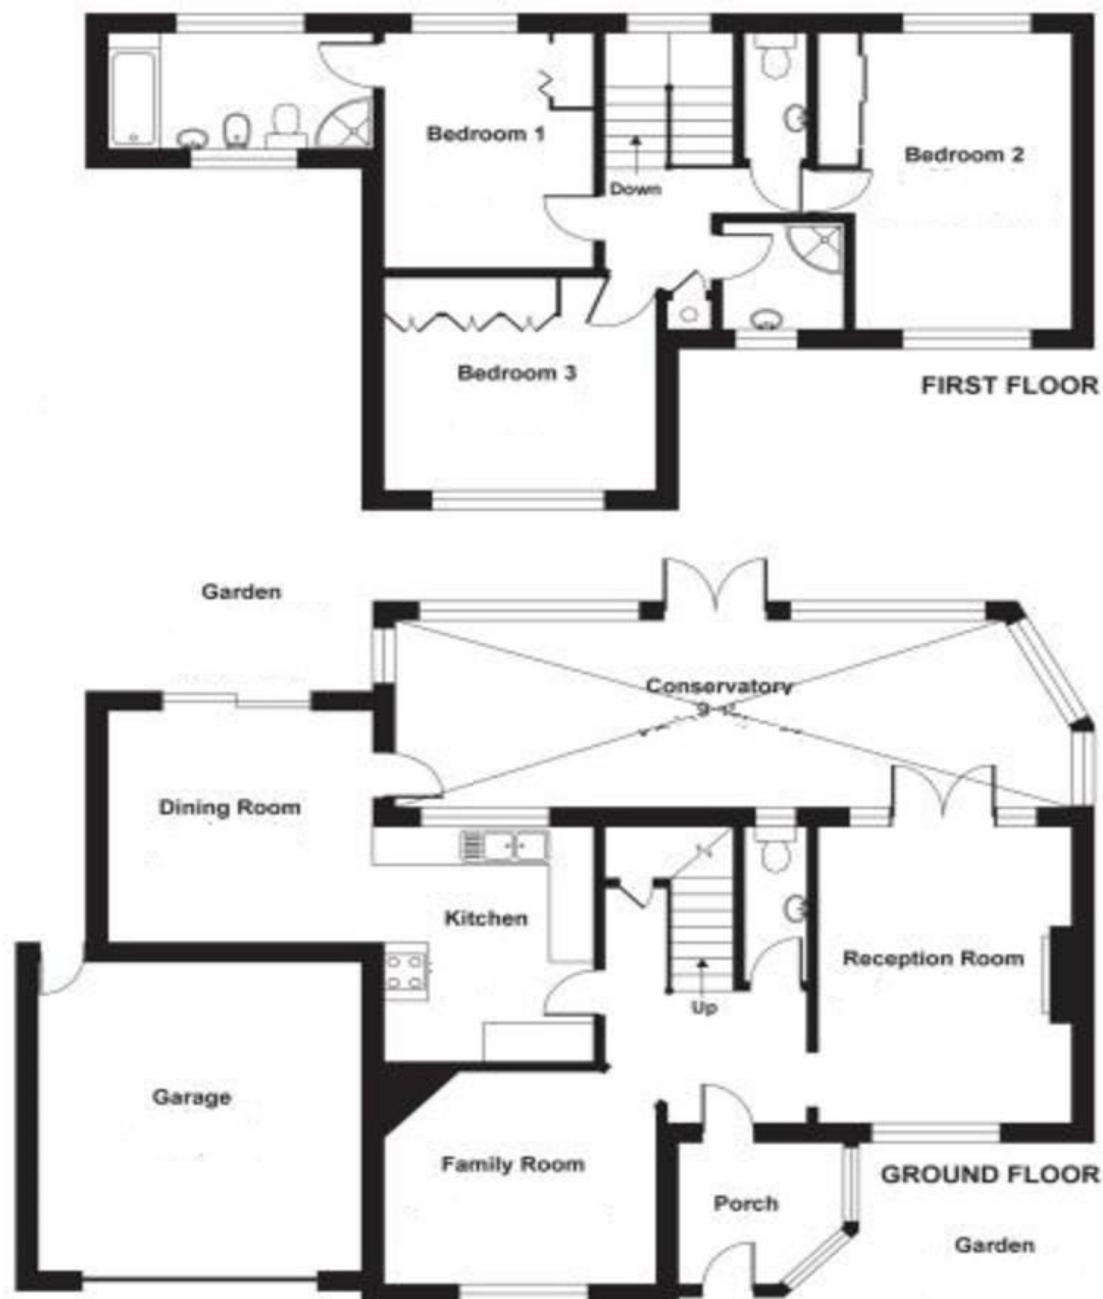 Bedroom 1
Bedroom 2
Down
Bedroom 3
FIRST FLOOR
Garden
Conservatory
Dining Room
Kitchen
Reception Room
Up
Garage
Family Room
GROUND FLOOR
Porch
Garden